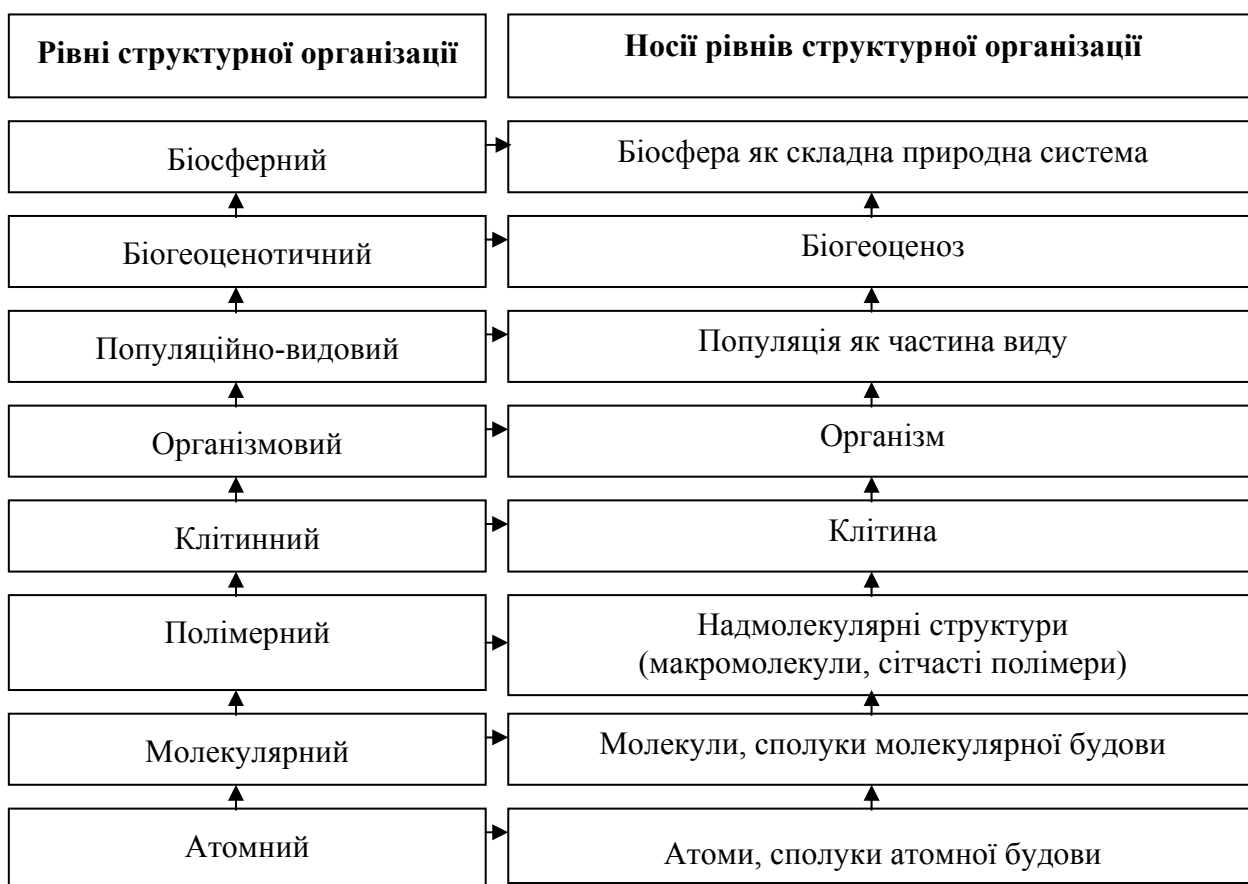 Рівні структурної організації
Носії рівнів структурної організації
Біосферний
Біосфера як складна природна система
Біогеоценотичний
Біогеоценоз
Популяційно-видовий
Популяція як частина виду
Організмовий
Організм
Клітинний
Клітина
Полімерний
Надмолекулярні структури
(макромолекули, сітчасті полімери)
Молекулярний
Молекули, сполуки молекулярної будови
Атомний
Атоми, сполуки атомної будови